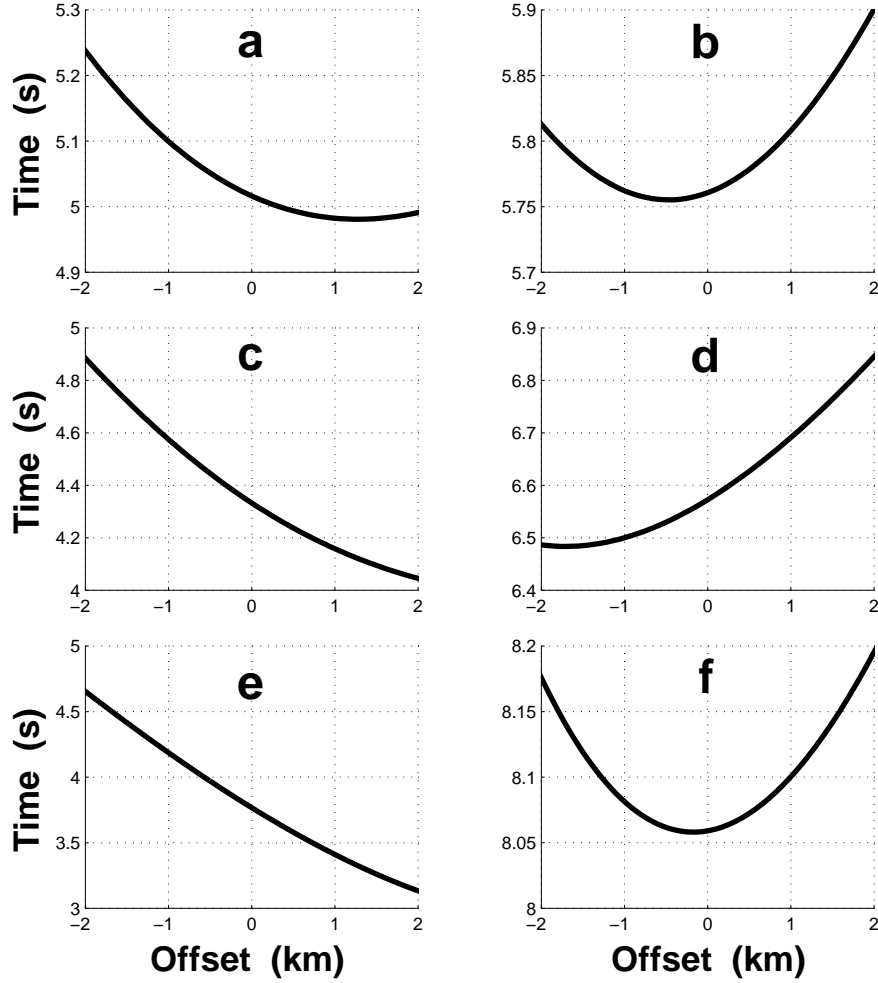 a
5.3
5.2
5.1
5
4.9
−2 −1 0 1 2
Time (s)
b
5.9
5.85
5.8
5.75
5.7
−2 −1 0 1 2
c
5
4.8
4.6
4.4
4.2
4
−2 −1 0 1 2
Time (s)
d
6.9
6.8
6.7
6.6
6.5
6.4
−2 −1 0 1 2
e
5
4.5
4
3.5
3
−2 −1 0 1 2
Time (s)
Offset (km)
f
8.2
8.15
8.1
8.05
8
−2 −1 0 1 2
Offset (km)